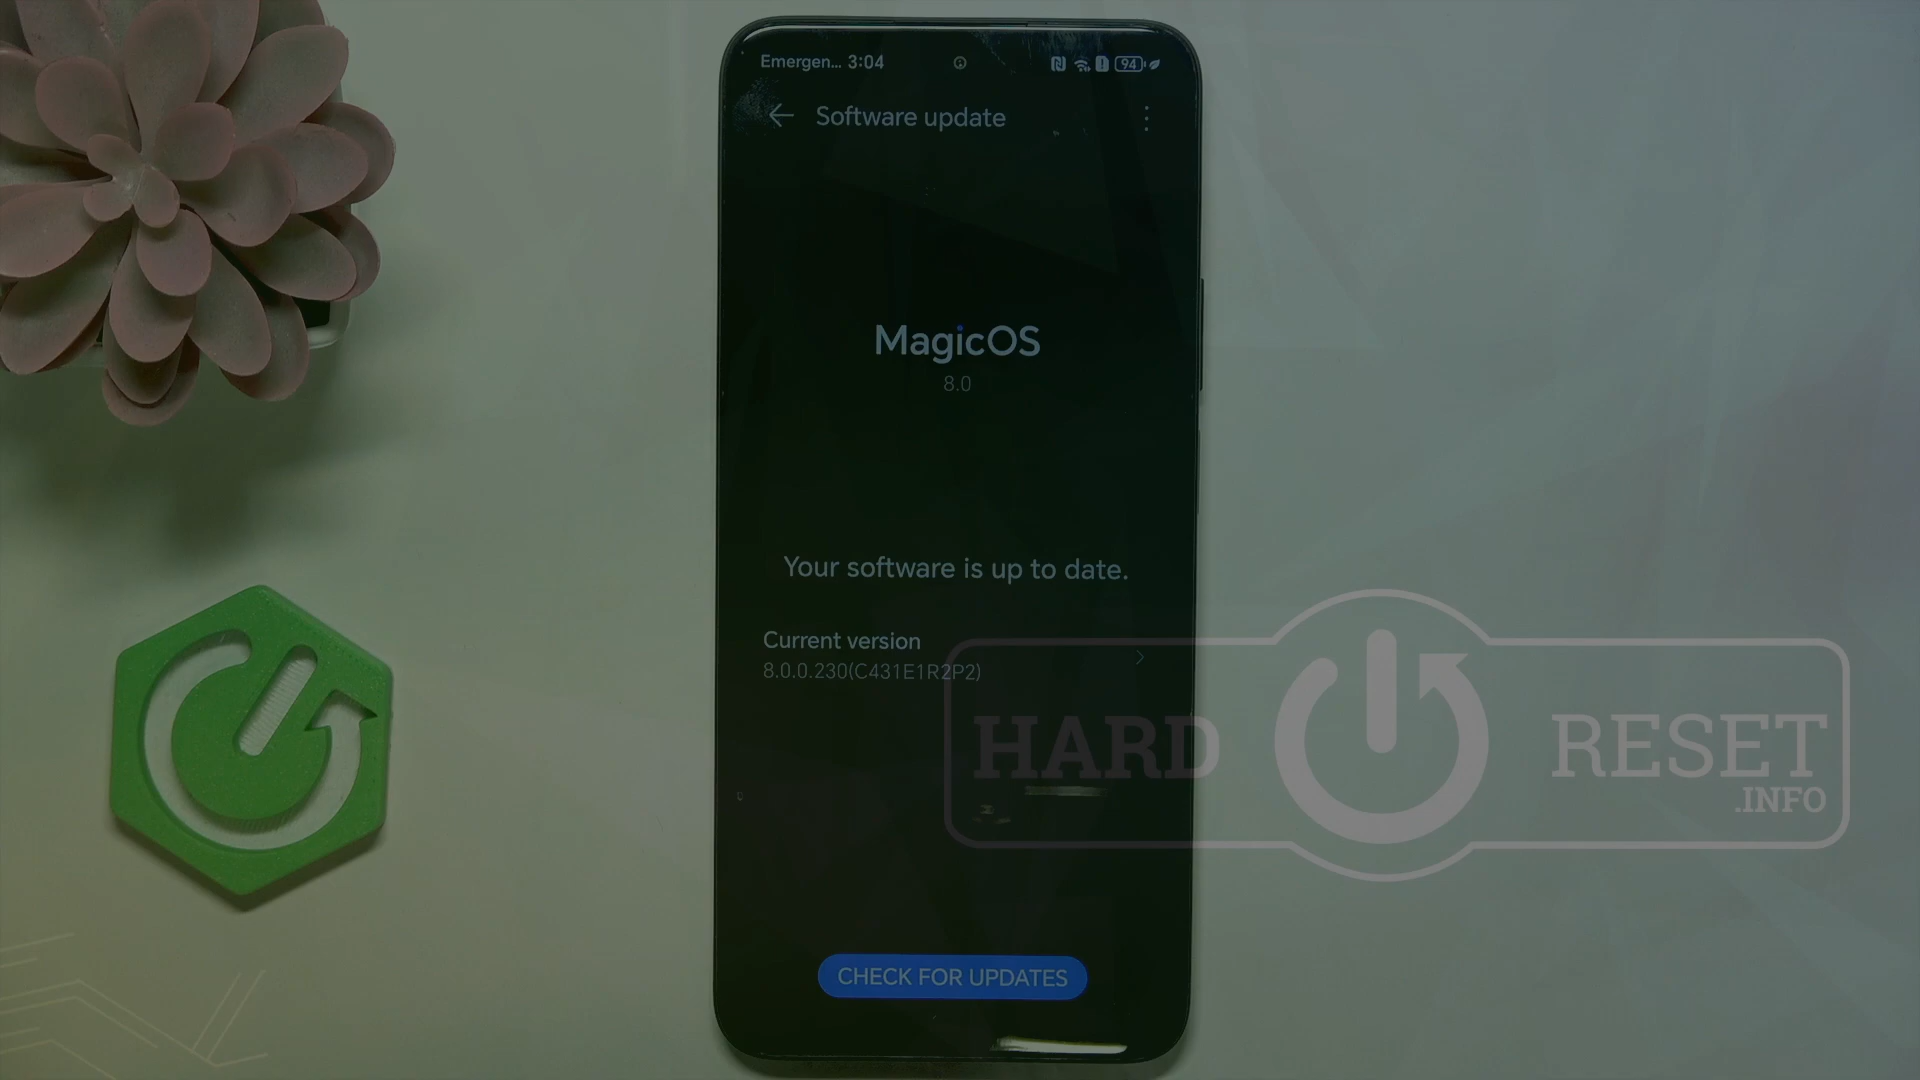 Emergen... 3:04
94
Software update
MagicOS
8.0
Your software is up to date.
Current version
8.0.0.230(C431E1R2P2)
HARD RESET
.INFO
CHECK FOR UPDATES